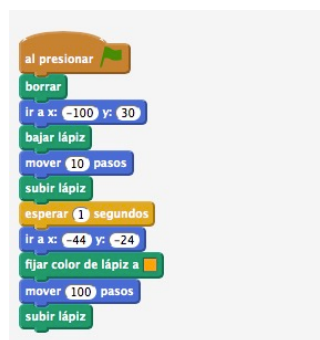 al presionar
borrar
ir a x: -100 y: 30
bajar lápiz
mover 10 pasos
subir lápiz
esperar 1 segundos
ir a x: -44 y: -24
fijar color de lápiz a
mover 100 pasos
subir lápiz